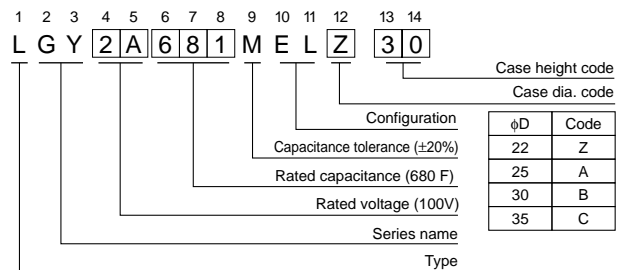 1 2 3 4 5 6 7 8 9 10 11 12 13 14
L G Y 2 A 6 8 1 M E L Z 3 0
Case height code
Case dia. code
Configuration
Capacitance tolerance (±20%)
Rated capacitance (680 F)
Rated voltage (100V)
Series name
Type
ϕD Code
22 Z
25 A
30 B
35 C